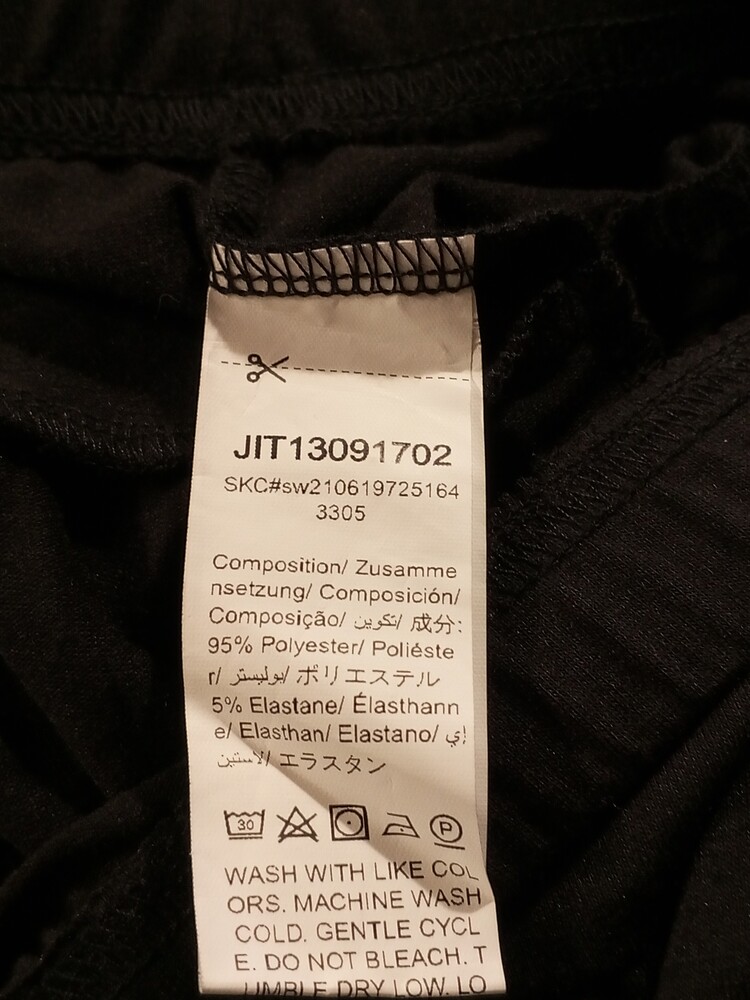 JIT13091702
SKC#sw210619725164
3305
Composition/ Zusamme
nsetzung/ Composición/
Composição/ تكوين/ 成分:
95% Polyester/ Poliéste
r/ بوليستر/ ポリエステル
5% Elastane/ Élasthann
e/ Elasthan/ Elastano/ إي
لاستين/ エラスタン
30
P
WASH WITH LIKE COL
ORS. MACHINE WASH
COLD. GENTLE CYCL
E. DO NOT BLEACH. T
UMBLE DRY LOW. LO